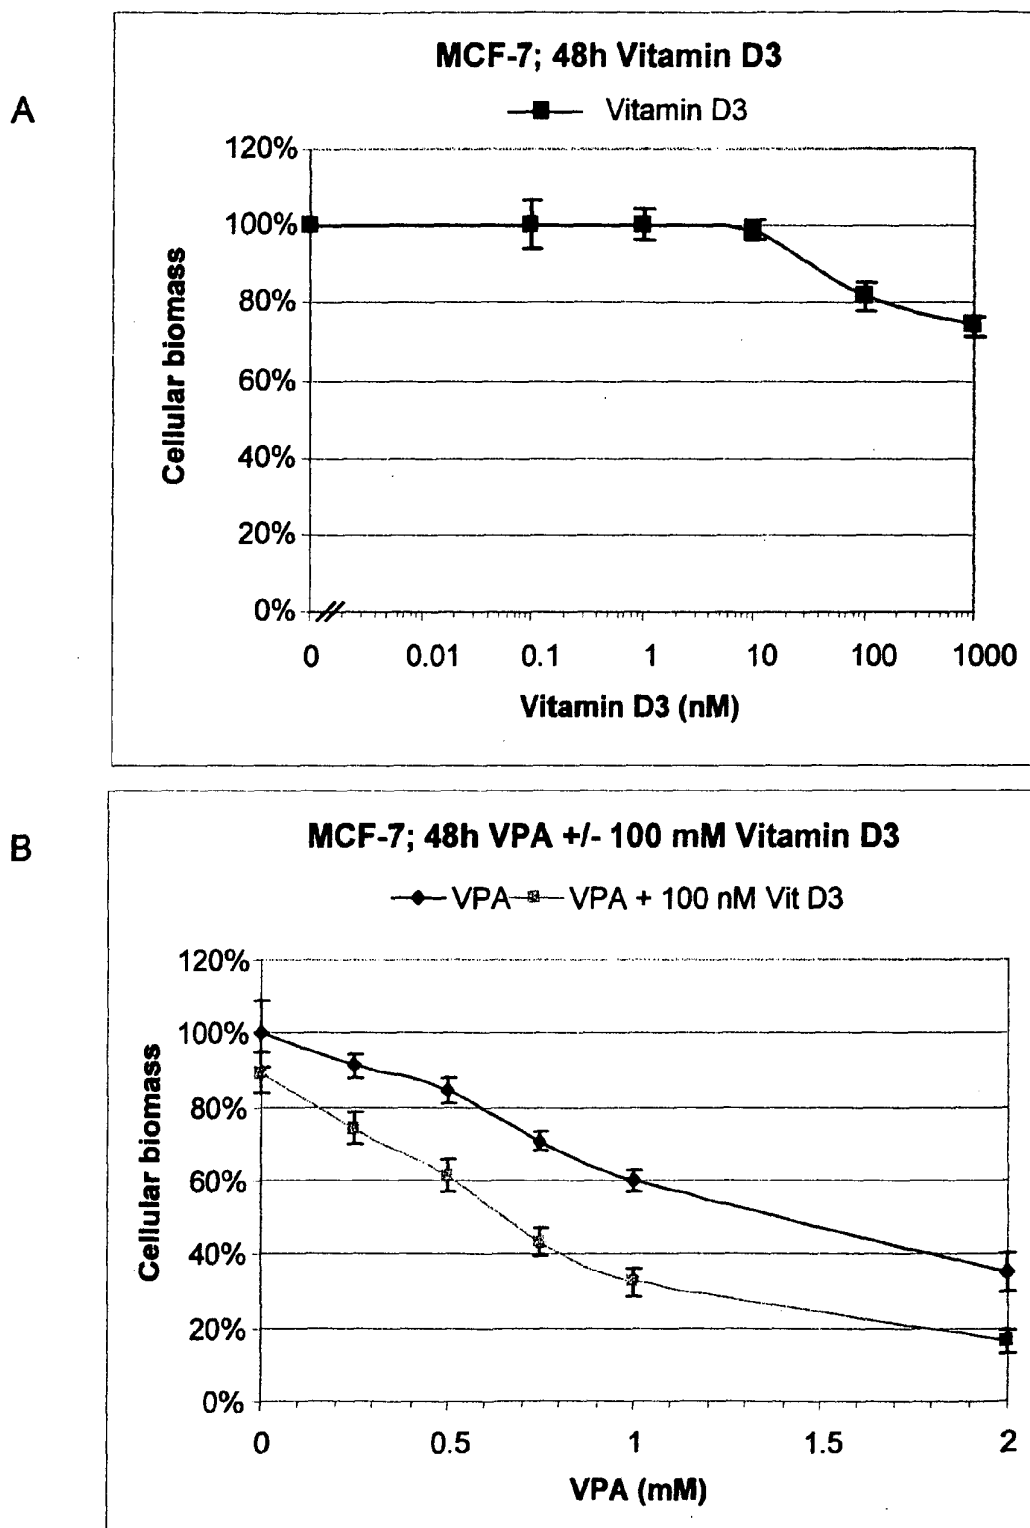 A
MCF-7; 48h Vitamin D3
Vitamin D3
120%
100%
80%
60%
40%
20%
0%
Cellular biomass
0 0.01 0.1 1 10 100 1000
Vitamin D3 (nM)
B
MCF-7; 48h VPA +/- 100 mM Vitamin D3
VPA VPA + 100 nM Vit D3
120%
100%
80%
60%
40%
20%
0%
Cellular biomass
0 0.5 1 1.5 2
VPA (mM)